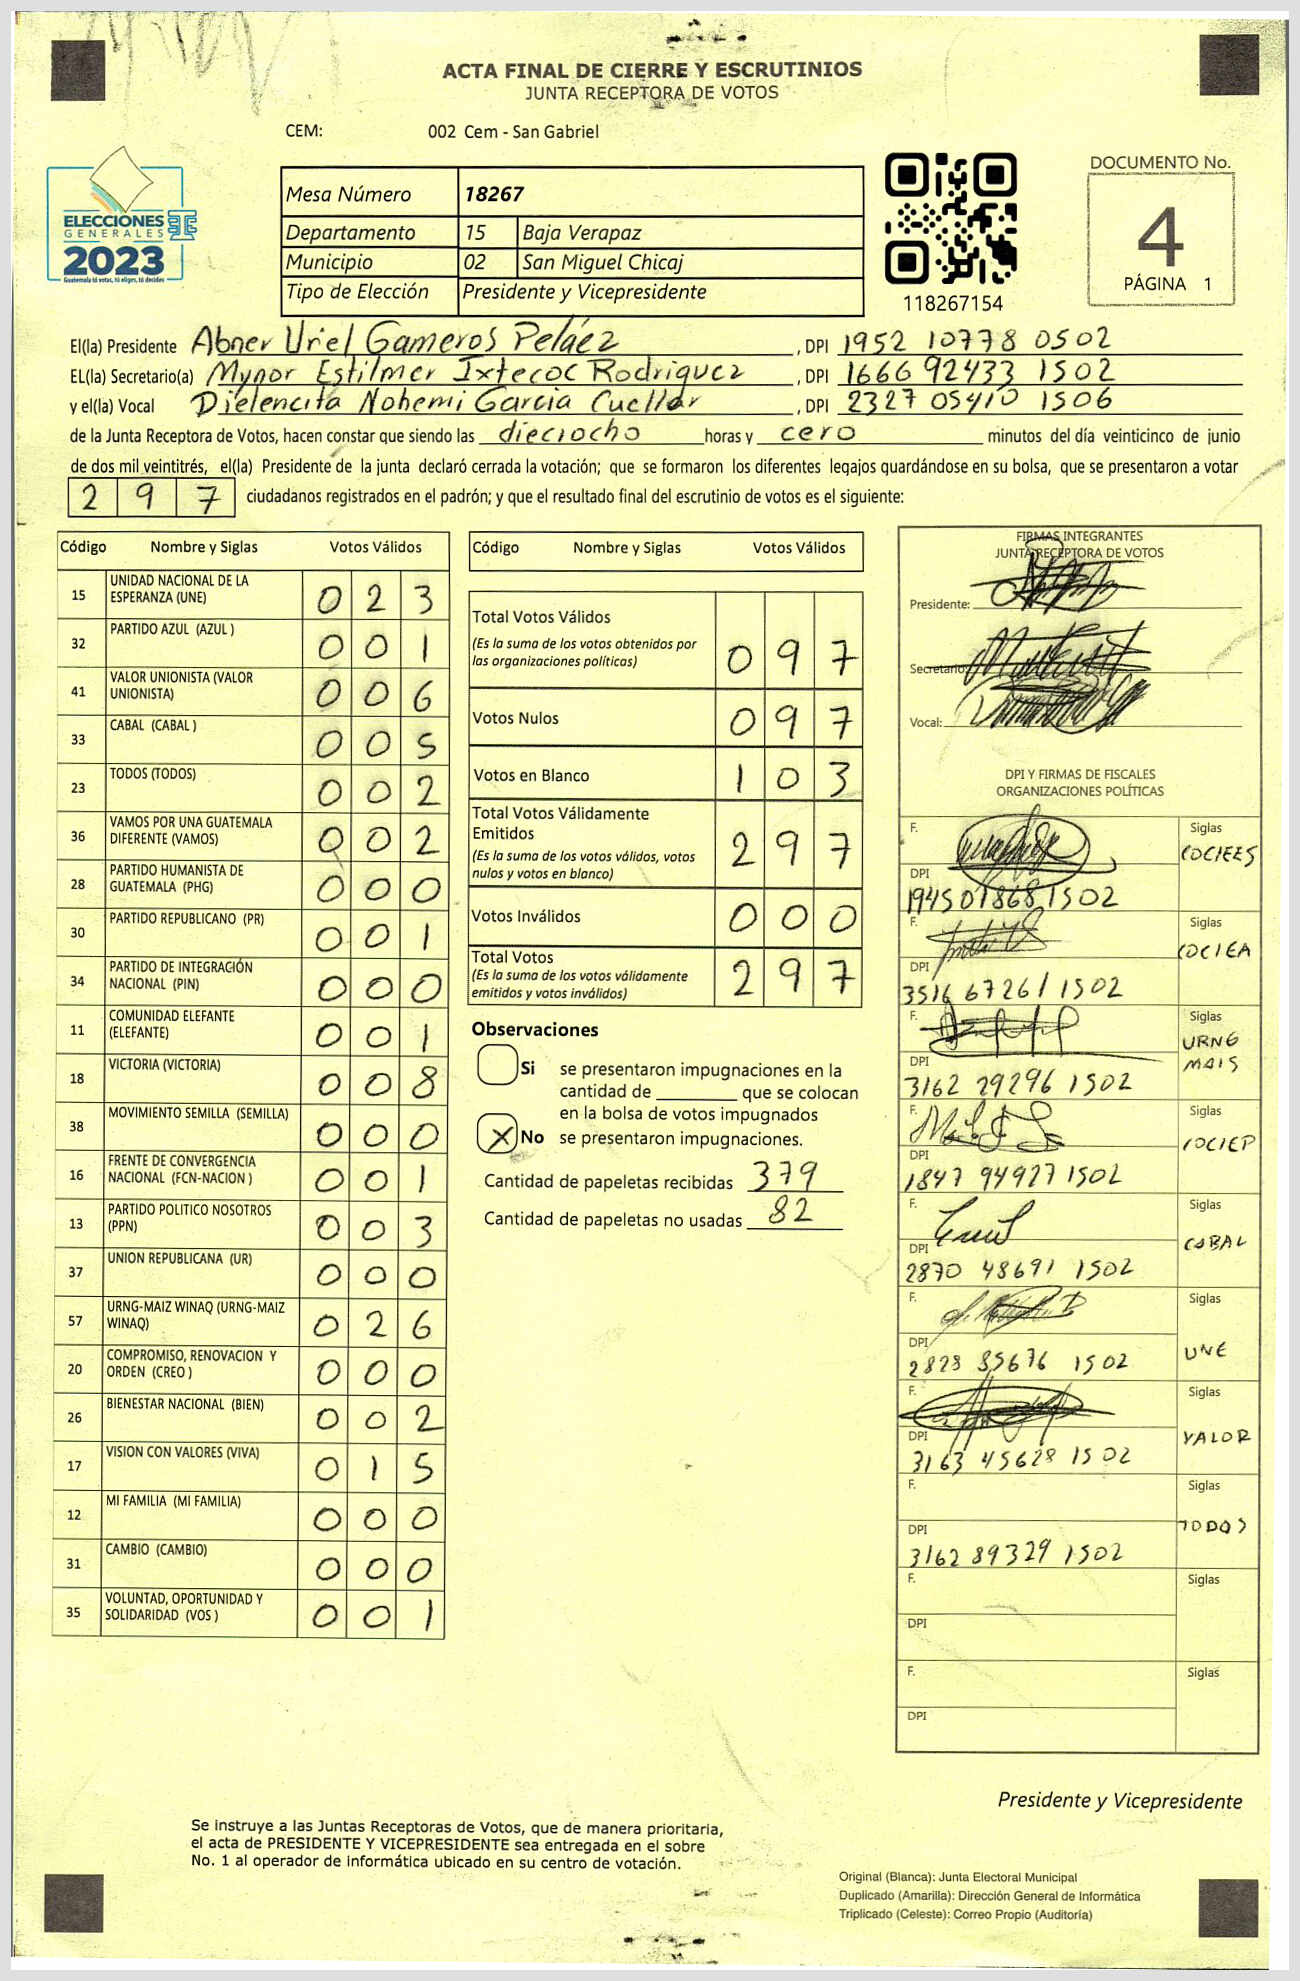 ACTA FINAL DE CIERRE Y ESCRUTINIOS
JUNTA RECEPTORA DE VOTOS
CEM: 002 Cem - San Gabriel
ELECCIONES
GENERALES
2023
Guatemala tú votas, tú eliges, tú decides
Mesa Número 18267
Departamento 15 Baja Verapaz
Municipio 02 San Miguel Chicaj
Tipo de Elección Presidente y Vicepresidente
118267154
DOCUMENTO No.
4
PÁGINA 1
El(la) Presidente Abner Uriel Gameros Peláez, DPI 1952 10778 0502
EL(la) Secretario(a) Mynor Estilmer Ixtecoc Rodriguez, DPI 1666 92433 1502
y el(la) Vocal Dielencita Nohemi Garcia Cuellar, DPI 2327 05410 1506
de la Junta Receptora de Votos, hacen constar que siendo las dieciocho horas y cero minutos del día veinticinco de junio
de dos mil veintitrés, el(la) Presidente de la junta declaró cerrada la votación; que se formaron los diferentes legajos guardándose en su bolsa, que se presentaron a votar
297 ciudadanos registrados en el padrón; y que el resultado final del escrutinio de votos es el siguiente:
Código Nombre y Siglas Votos Válidos
15 UNIDAD NACIONAL DE LA ESPERANZA (UNE) 0 2 3
32 PARTIDO AZUL (AZUL ) 0 0 1
41 VALOR UNIONISTA (VALOR UNIONISTA) 0 0 6
33 CABAL (CABAL ) 0 0 5
23 TODOS (TODOS) 0 0 2
36 VAMOS POR UNA GUATEMALA DIFERENTE (VAMOS) 0 0 2
28 PARTIDO HUMANISTA DE GUATEMALA (PHG) 0 0 0
30 PARTIDO REPUBLICANO (PR) 0 0 1
34 PARTIDO DE INTEGRACIÓN NACIONAL (PIN) 0 0 0
11 COMUNIDAD ELEFANTE (ELEFANTE) 0 0 1
18 VICTORIA (VICTORIA) 0 0 8
38 MOVIMIENTO SEMILLA (SEMILLA) 0 0 0
16 FRENTE DE CONVERGENCIA NACIONAL (FCN-NACION ) 0 0 1
13 PARTIDO POLITICO NOSOTROS (PPN) 0 0 3
37 UNION REPUBLICANA (UR) 0 0 0
57 URNG-MAIZ WINAQ (URNG-MAIZ WINAQ) 0 2 6
20 COMPROMISO, RENOVACION Y ORDEN (CREO ) 0 0 0
26 BIENESTAR NACIONAL (BIEN) 0 0 2
17 VISION CON VALORES (VIVA) 0 1 5
12 MI FAMILIA (MI FAMILIA) 0 0 0
31 CAMBIO (CAMBIO) 0 0 0
35 VOLUNTAD, OPORTUNIDAD Y SOLIDARIDAD (VOS ) 0 0 1
Código Nombre y Siglas Votos Válidos
Total Votos Válidos
(Es la suma de los votos obtenidos por
las organizaciones políticas) 0 9 7
Votos Nulos 0 9 7
Votos en Blanco 1 0 3
Total Votos Válidamente
Emitidos
(Es la suma de los votos válidos, votos
nulos y votos en blanco) 2 9 7
Votos Inválidos 0 0 0
Total Votos
(Es la suma de los votos válidamente
emitidos y votos inválidos) 2 9 7
Observaciones
Si se presentaron impugnaciones en la
cantidad de ________ que se colocan
en la bolsa de votos impugnados
X No se presentaron impugnaciones.
Cantidad de papeletas recibidas 379
Cantidad de papeletas no usadas 82
FIRMAS INTEGRANTES
JUNTA RECEPTORA DE VOTOS
Presidente:
Secretario:
Vocal:
DPI Y FIRMAS DE FISCALES
ORGANIZACIONES POLÍTICAS
F. Siglas
COCIEES
DPI
1945 01868 1502
F. Siglas
COCIEA
DPI
3516 67261 1502
F. Siglas
URNG
MAIS
DPI
3162 29296 1502
F. Siglas
COCIEP
DPI
1847 94927 1502
F. Siglas
CABAL
DPI
2870 48691 1502
F. Siglas
UNE
DPI
2828 85676 1502
F. Siglas
VALOR
DPI
3163 45628 1502
F. Siglas
TODOS
DPI
3162 89329 1502
F. Siglas
DPI
F. Siglas
DPI
Presidente y Vicepresidente
Se instruye a las Juntas Receptoras de Votos, que de manera prioritaria,
el acta de PRESIDENTE Y VICEPRESIDENTE sea entregada en el sobre
No. 1 al operador de informática ubicado en su centro de votación.
Original (Blanca): Junta Electoral Municipal
Duplicado (Amarilla): Dirección General de Informática
Triplicado (Celeste): Correo Propio (Auditoría)